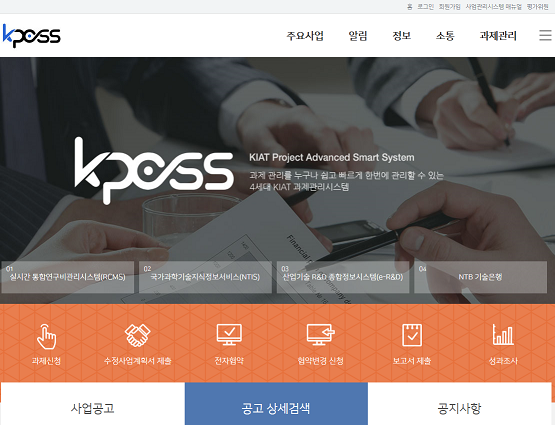 홈 로그인 회원가입 사업관리시스템 매뉴얼 평가위원
kpass
주요사업 알림 정보 소통 과제관리
kpass
KIAT Project Advanced Smart System
과제 관리를 누구나 쉽고 빠르게 한번에 관리할 수 있는
4세대 KIAT 과제관리시스템
Financial
01 02 03 04
실시간 통합연구비관리시스템(RCMS) 국가과학기술지식정보서비스(NTIS) 산업기술 R&D 종합정보시스템(e-R&D) NTB 기술은행
과제신청 수정사업계획서 제출 전자협약 협약변경 신청 보고서 제출 성과조사
사업공고 공고 상세검색 공지사항